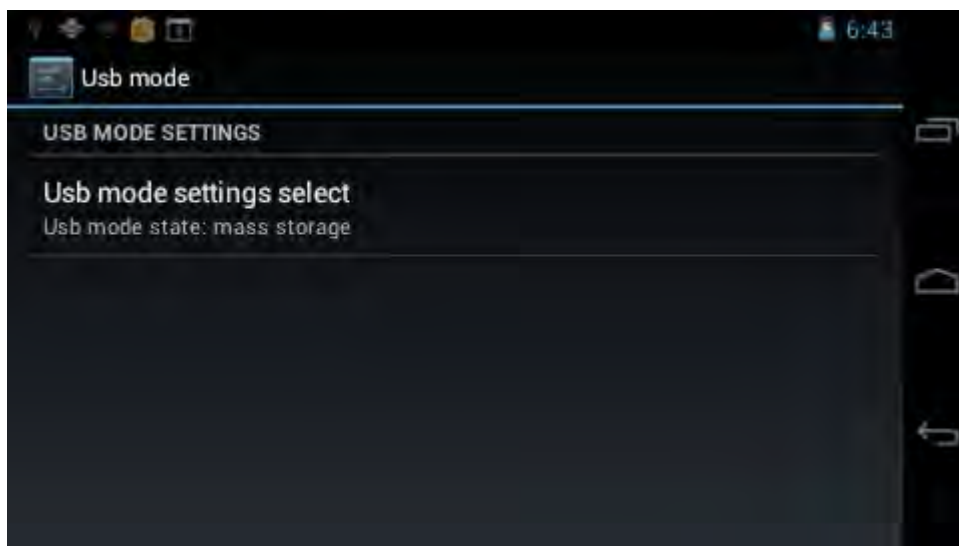 6:43
Usb mode
USB MODE SETTINGS
Usb mode settings select
Usb mode state: mass storage